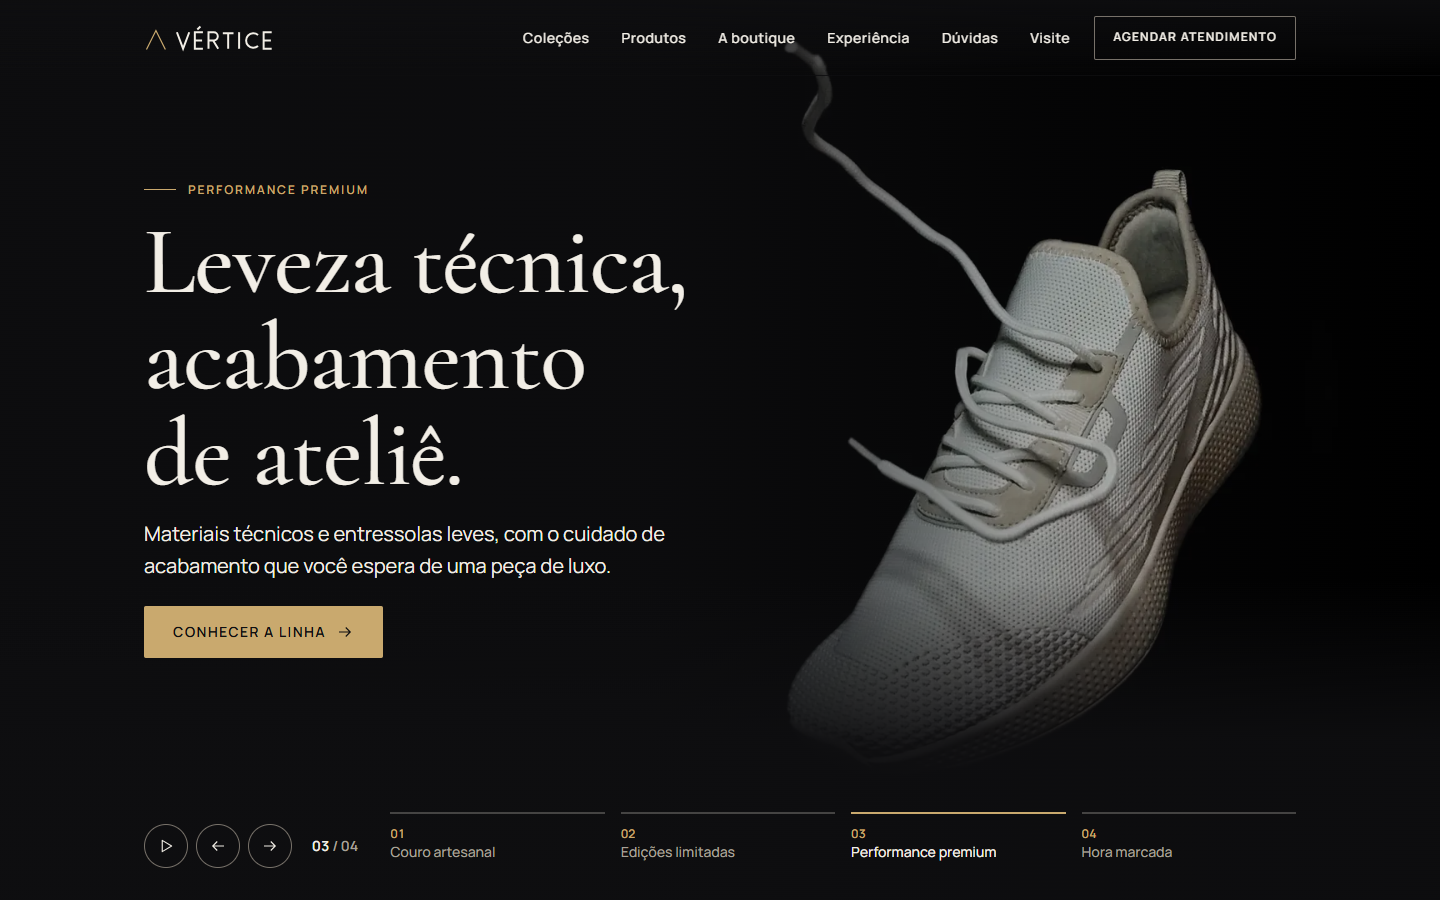 VÉRTICE
Coleções Produtos A boutique Experiência Dúvidas Visite AGENDAR ATENDIMENTO
PERFORMANCE PREMIUM
Leveza técnica,
acabamento
de ateliê.
Materiais técnicos e entressolas leves, com o cuidado de
acabamento que você espera de uma peça de luxo.
CONHECER A LINHA
03 / 04
01
Couro artesanal
02
Edições limitadas
03
Performance premium
04
Hora marcada